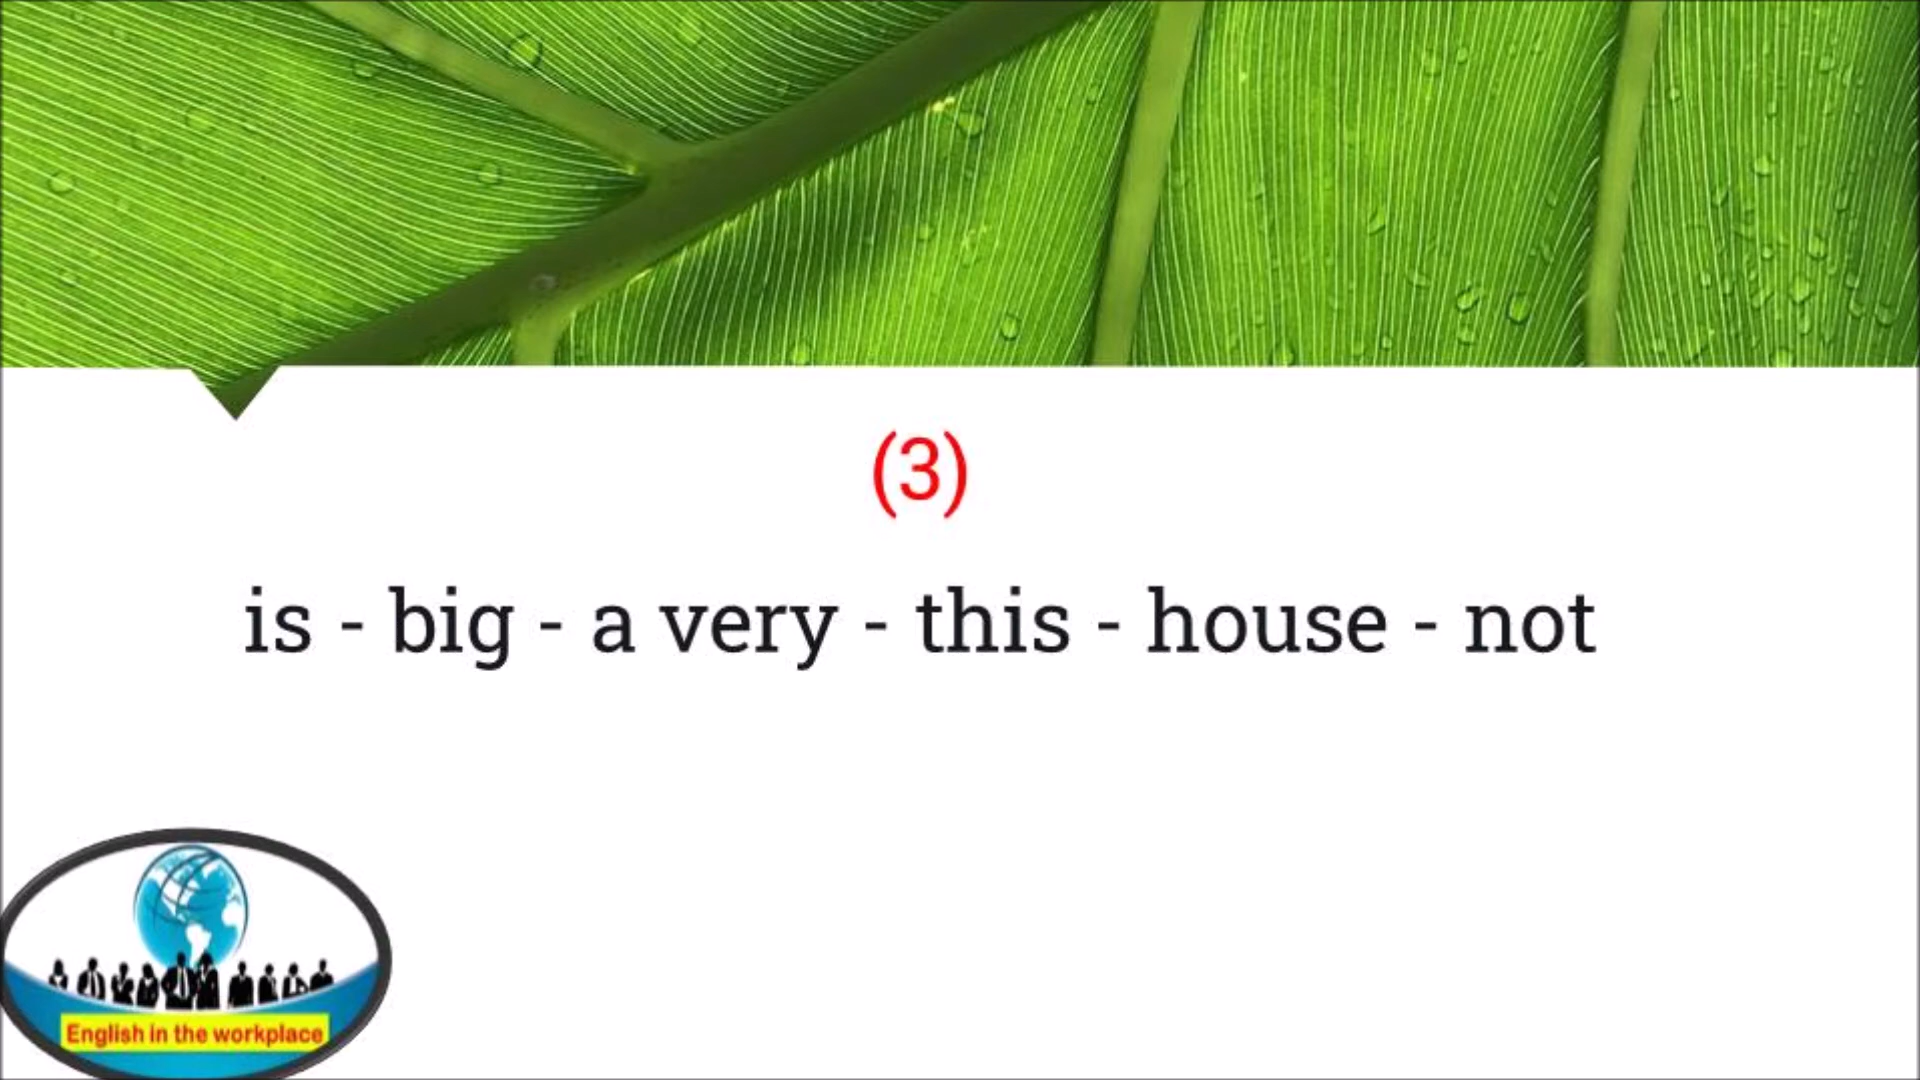 (3)
is - big - a very - this - house - not
English in the workplace